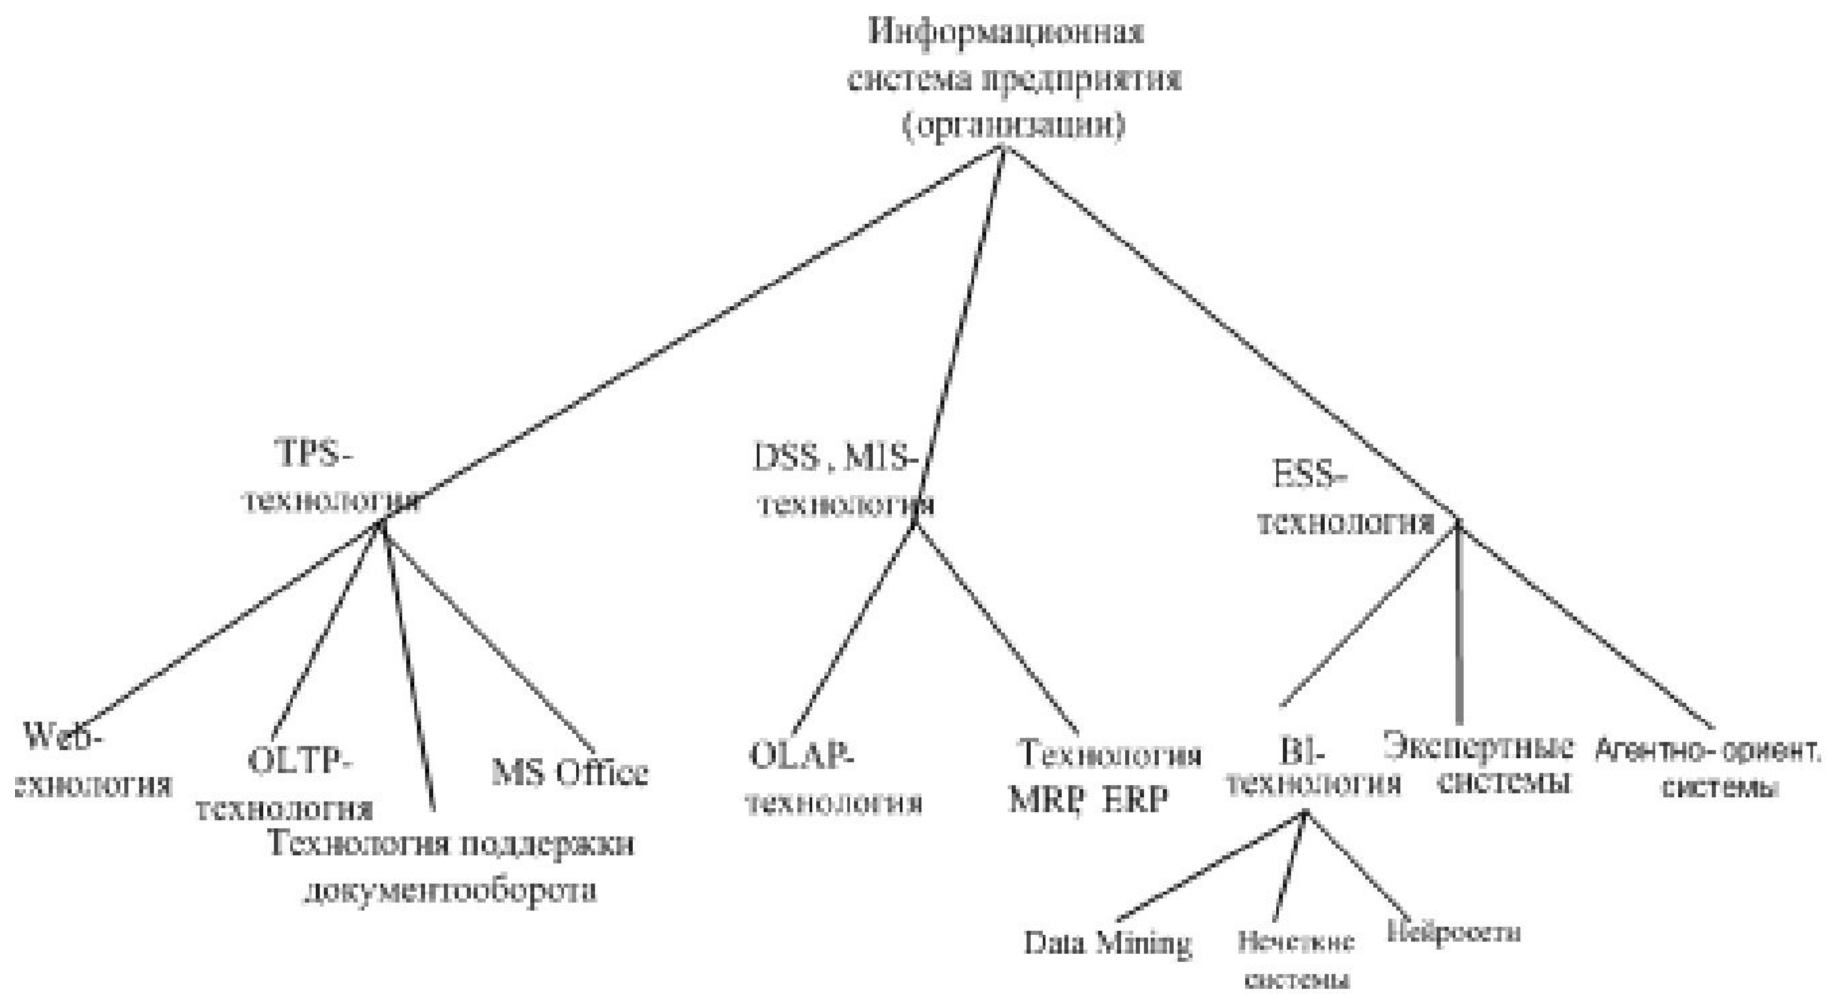 Информационная
система предприятия
(организации)
TPS-
технология
DSS , MIS-
технология
ESS-
технология
Web-
ехнология
OLTP-
технология
Технология поддержки
документооборота
MS Office
OLAP-
технология
Технология
MRP, ERP
BI-
технология
Экспертные
системы
Агентно- ориент.
системы
Data Mining
Нечеткие
системы
Нейросети